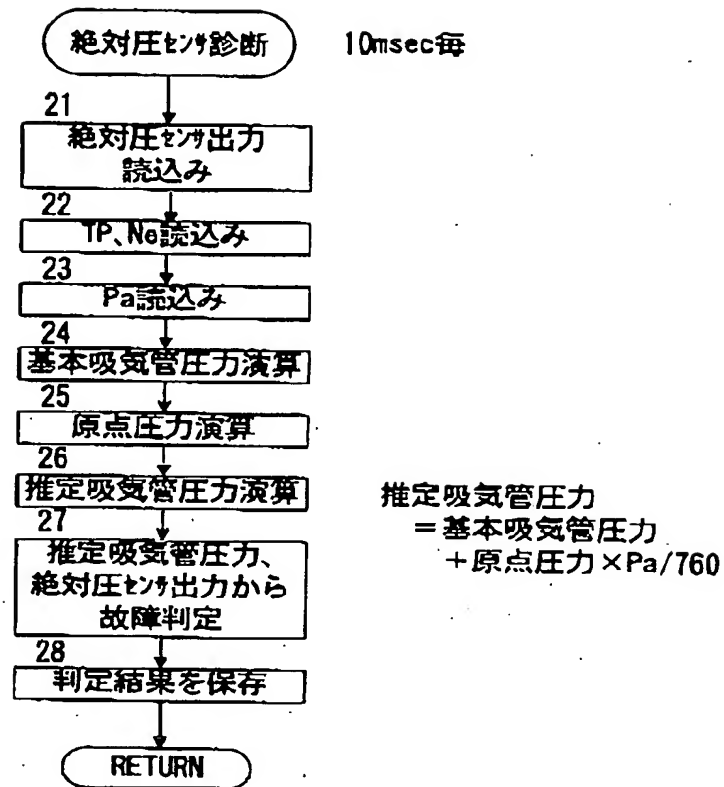 絶対圧ｾﾝｻ診断
10msec毎
21
絶対圧ｾﾝｻ出力
読込み
22
TP、Ne読込み
23
Pa読込み
24
基本吸気管圧力演算
25
原点圧力演算
26
推定吸気管圧力演算
推定吸気管圧力
＝基本吸気管圧力
＋原点圧力×Pa/760
27
推定吸気管圧力、
絶対圧ｾﾝｻ出力から
故障判定
28
判定結果を保存
RETURN